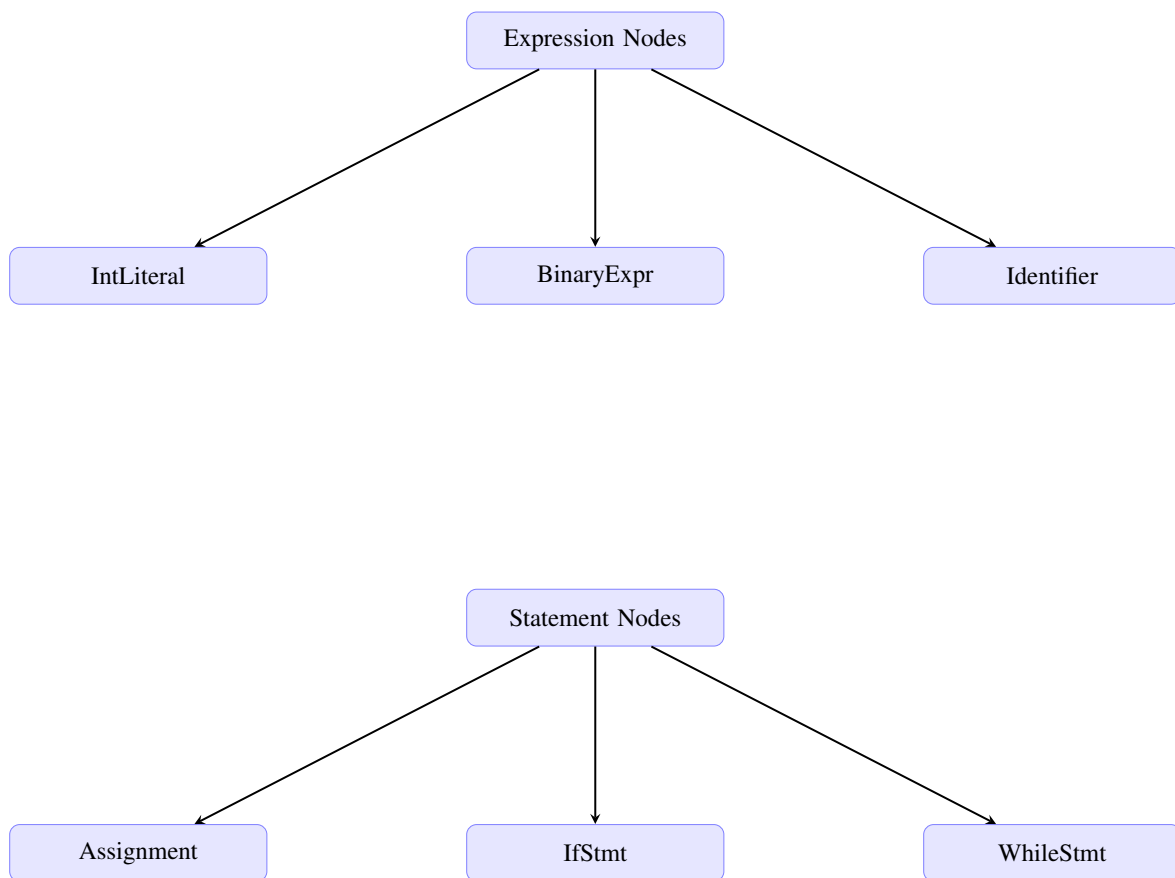 Expression Nodes
IntLiteral
BinaryExpr
Identifier
Statement Nodes
Assignment
IfStmt
WhileStmt